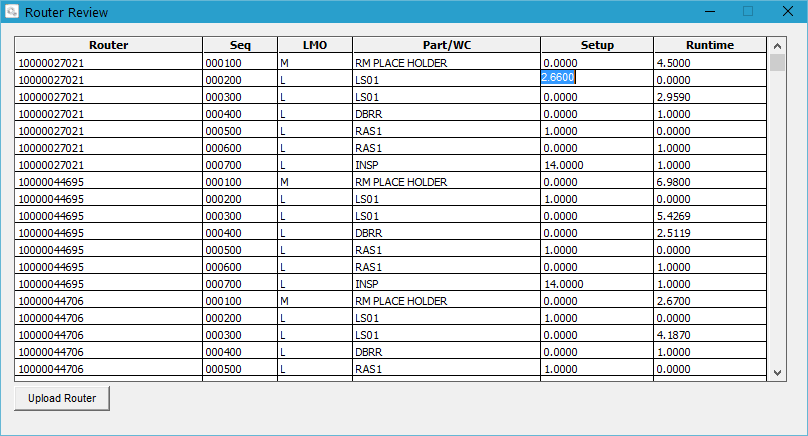 Router Review
Router Seq LMO Part/WC Setup Runtime
10000027021 000100 M RM PLACE HOLDER 0.0000 4.5000
10000027021 000200 L LS01 2.6600 0.0000
10000027021 000300 L LS01 0.0000 2.9590
10000027021 000400 L DBRR 0.0000 1.0000
10000027021 000500 L RAS1 1.0000 0.0000
10000027021 000600 L RAS1 0.0000 1.0000
10000027021 000700 L INSP 14.0000 1.0000
10000044695 000100 M RM PLACE HOLDER 0.0000 6.9800
10000044695 000200 L LS01 1.0000 0.0000
10000044695 000300 L LS01 0.0000 5.4269
10000044695 000400 L DBRR 0.0000 2.5119
10000044695 000500 L RAS1 1.0000 0.0000
10000044695 000600 L RAS1 0.0000 1.0000
10000044695 000700 L INSP 14.0000 1.0000
10000044706 000100 M RM PLACE HOLDER 0.0000 2.6700
10000044706 000200 L LS01 1.0000 0.0000
10000044706 000300 L LS01 0.0000 4.1870
10000044706 000400 L DBRR 0.0000 1.0000
10000044706 000500 L RAS1 1.0000 0.0000
Upload Router